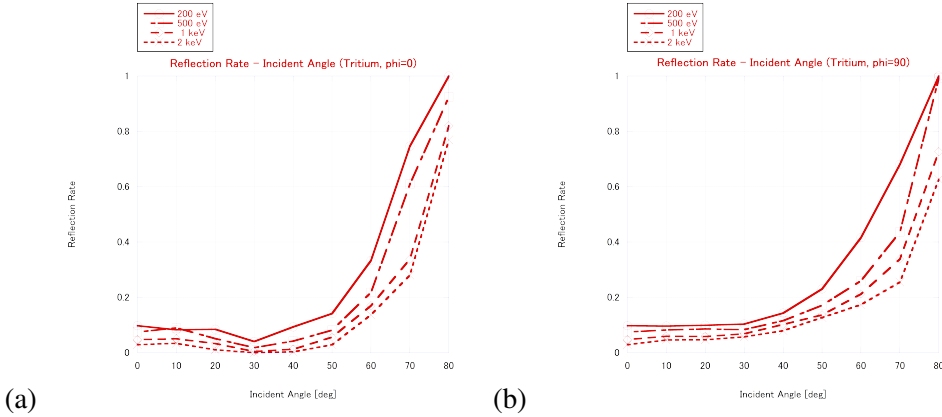 200 eV
500 eV
1 keV
2 keV
Reflection Rate - Incident Angle (Tritium, phi=0)
1
0.8
0.6
0.4
0.2
0
Reflection Rate
0 10 20 30 40 50 60 70 80
Incident Angle [deg]
(a)
200 eV
500 eV
1 keV
2 keV
Reflection Rate - Incident Angle (Tritium, phi=90)
1
0.8
0.6
0.4
0.2
0
Reflection Rate
0 10 20 30 40 50 60 70 80
Incident Angle [deg]
(b)